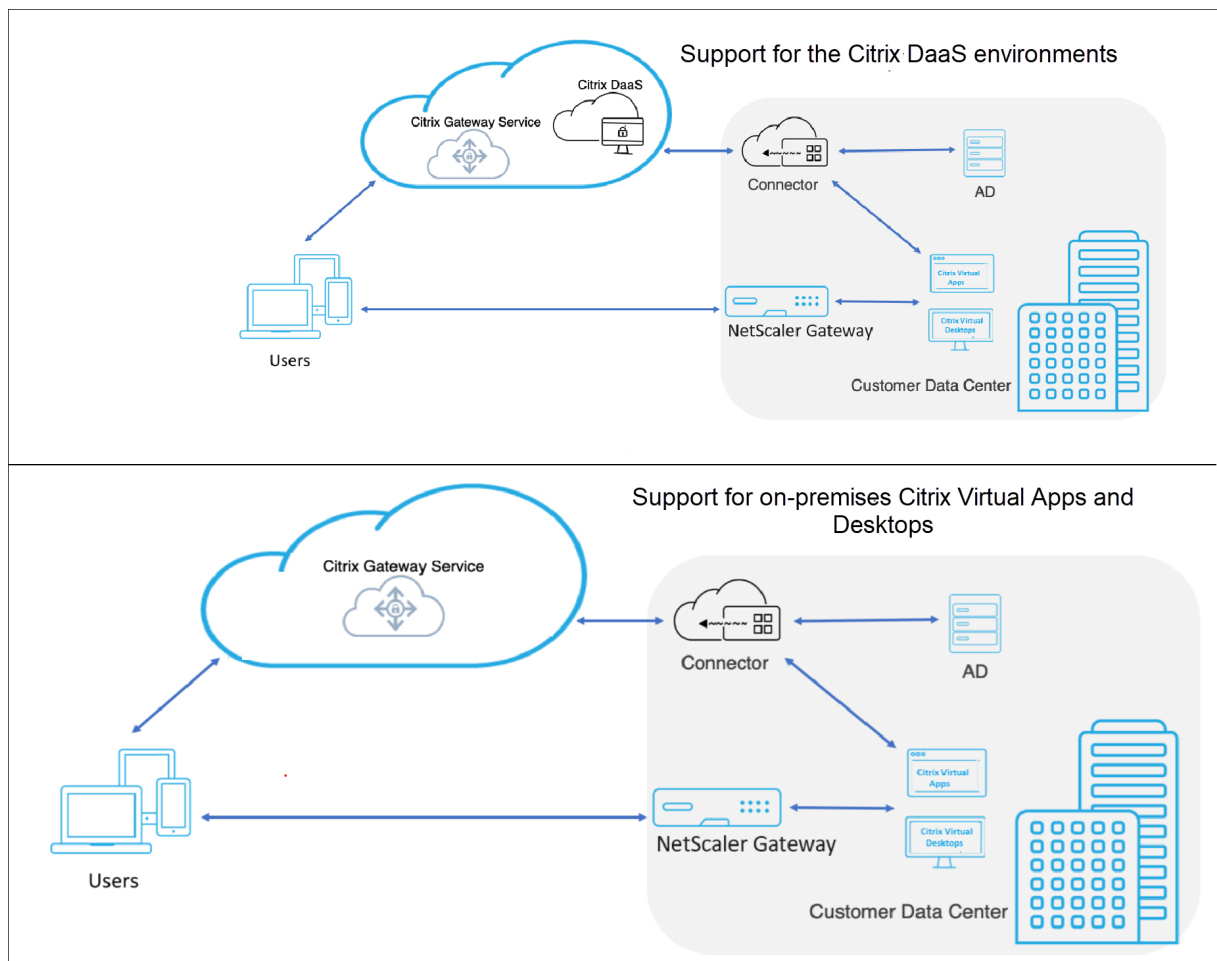 Support for the Citrix DaaS environments
Citrix DaaS
Citrix Gateway Service
Connector
AD
Citrix Virtual
Apps
Citrix Virtual
Desktops
NetScaler Gateway
Users
Customer Data Center
Support for on-premises Citrix Virtual Apps and
Desktops
Citrix Gateway Service
Connector
AD
Citrix Virtual
Apps
Citrix Virtual
Desktops
NetScaler Gateway
Users
Customer Data Center